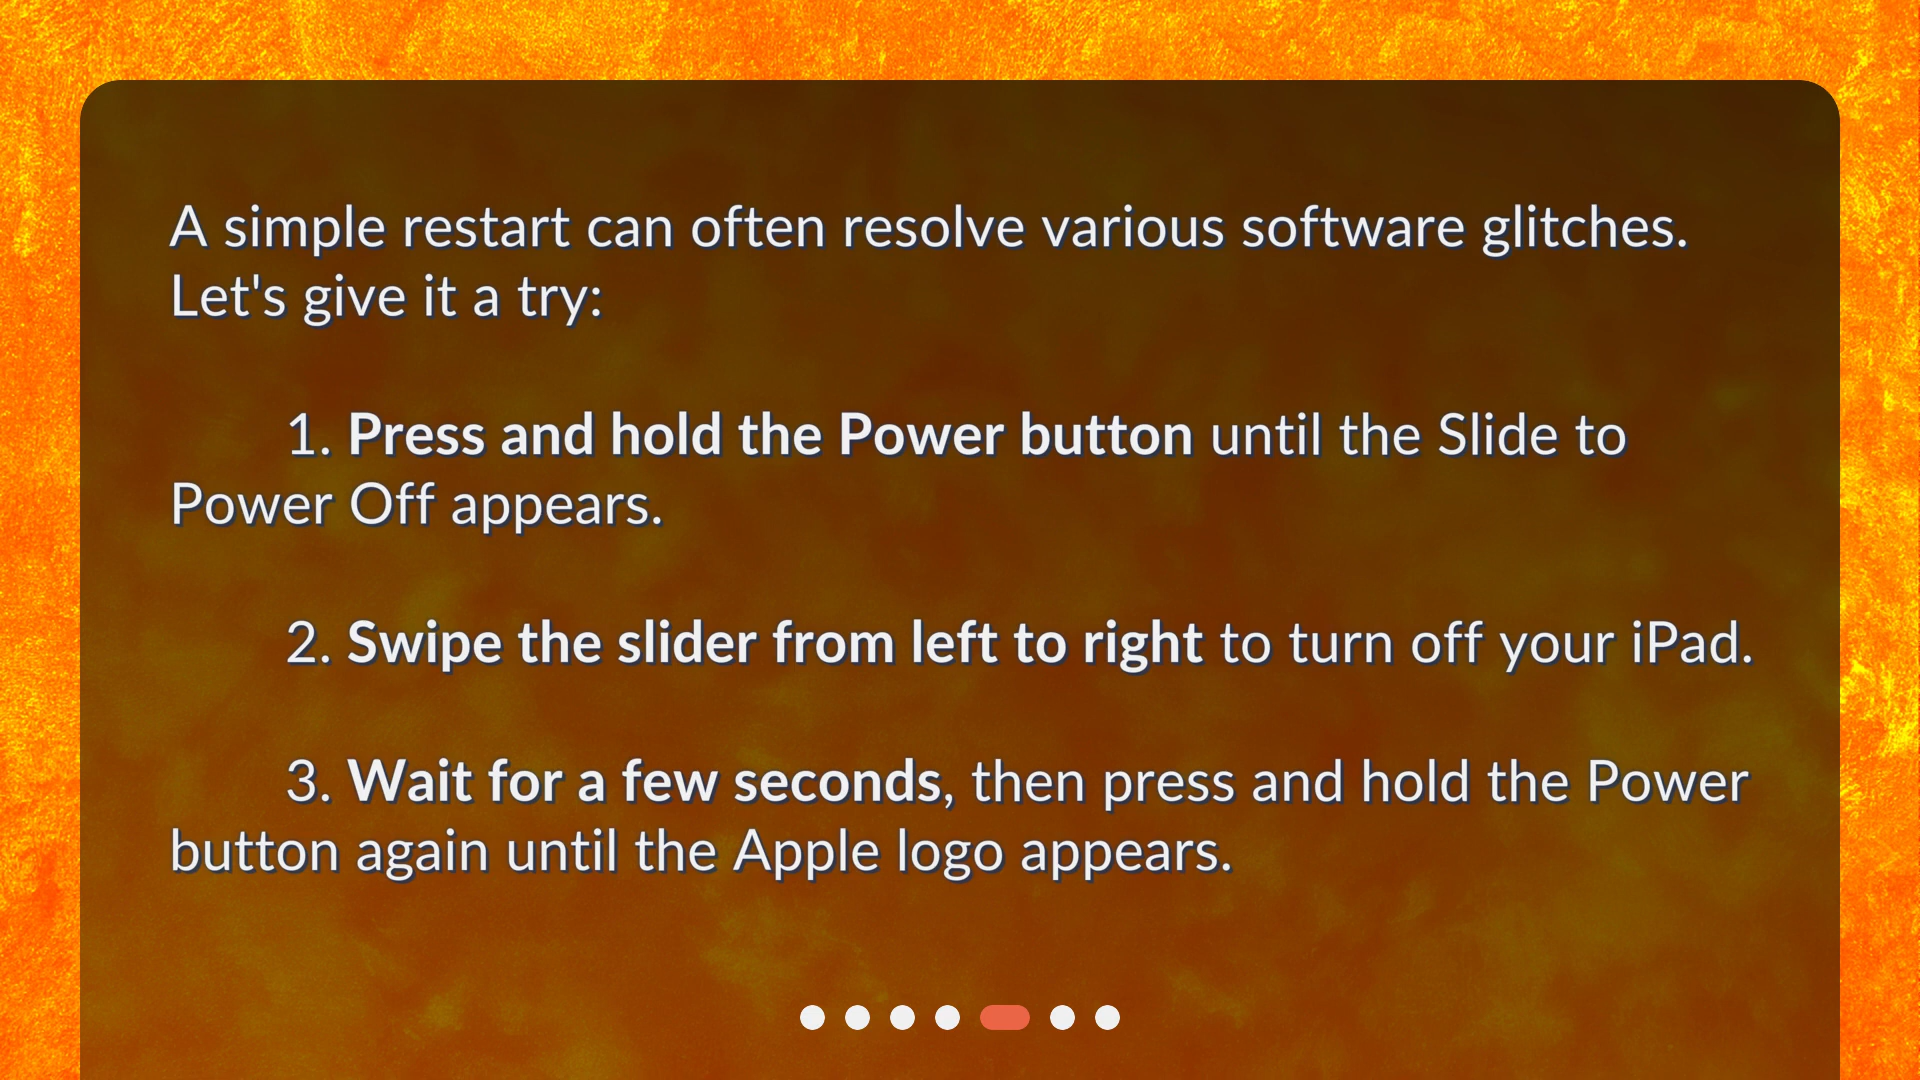 A simple restart can often resolve various software glitches.
Let's give it a try:
1. Press and hold the Power button until the Slide to
Power Off appears.
2. Swipe the slider from left to right to turn off your iPad.
3. Wait for a few seconds, then press and hold the Power
button again until the Apple logo appears.